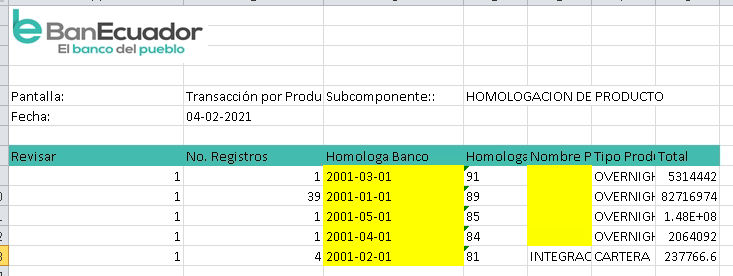 BanEcuador
El banco del pueblo
Pantalla: Transacción por Produ Subcomponente:: HOMOLOGACION DE PRODUCTO
Fecha: 04-02-2021
Revisar No. Registros Homologa Banco Homologa Nombre P Tipo Produ Total
1 1 2001-03-01 91 OVERNIGH 5314442
1 39 2001-01-01 89 OVERNIGH 82716974
1 1 2001-05-01 85 OVERNIGH 1.48E+08
1 1 2001-04-01 84 OVERNIGH 2064092
1 4 2001-02-01 81 INTEGRAC CARTERA 237766.6